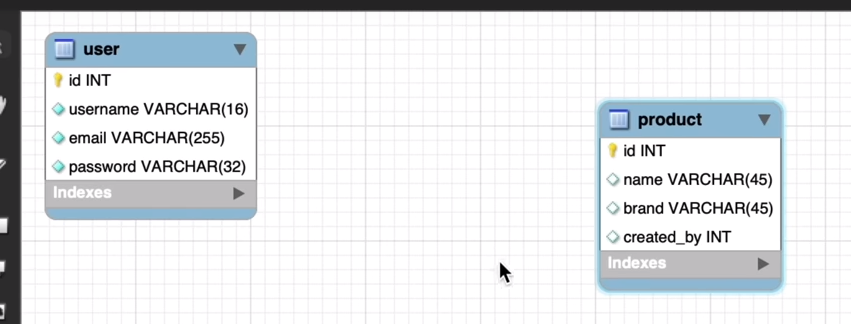 user
id INT
username VARCHAR(16)
email VARCHAR(255)
password VARCHAR(32)
Indexes
product
id INT
name VARCHAR(45)
brand VARCHAR(45)
created_by INT
Indexes